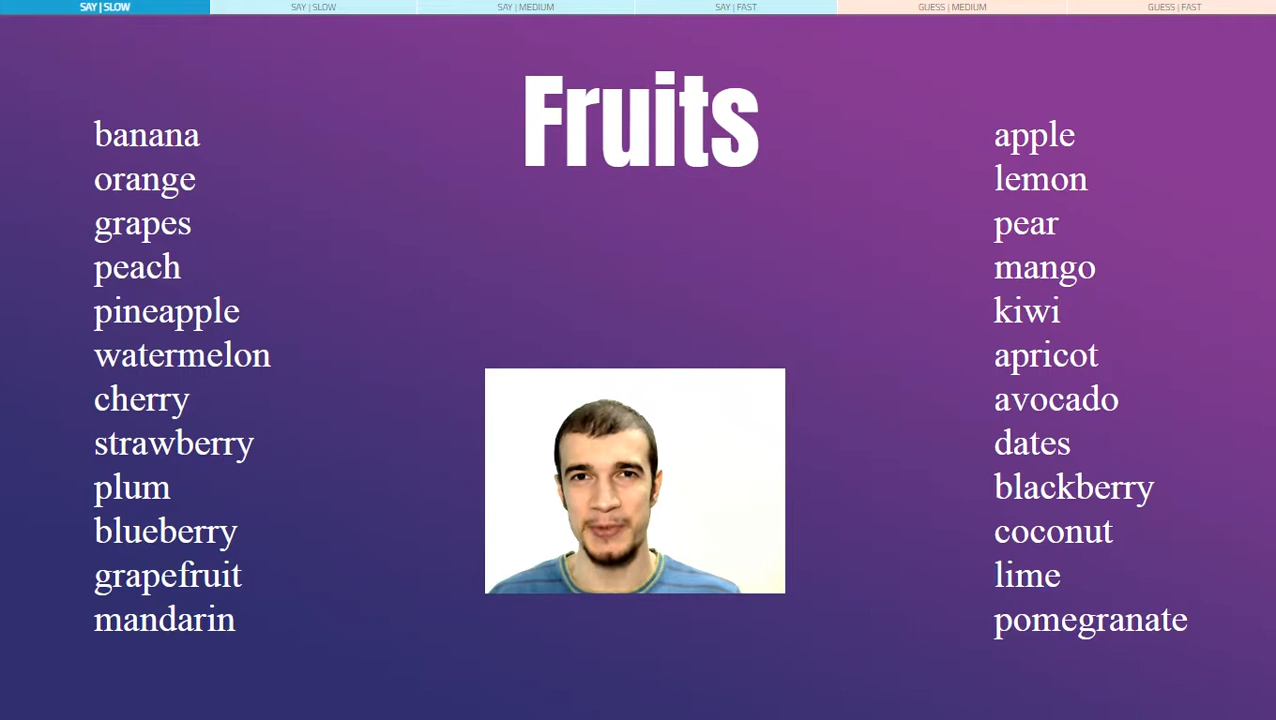 SAY | SLOW
SAY | SLOW
SAY | MEDIUM
SAY | FAST
GUESS | MEDIUM
GUESS | FAST
Fruits
banana
orange
grapes
peach
pineapple
watermelon
cherry
strawberry
plum
blueberry
grapefruit
mandarin
apple
lemon
pear
mango
kiwi
apricot
avocado
dates
blackberry
coconut
lime
pomegranate